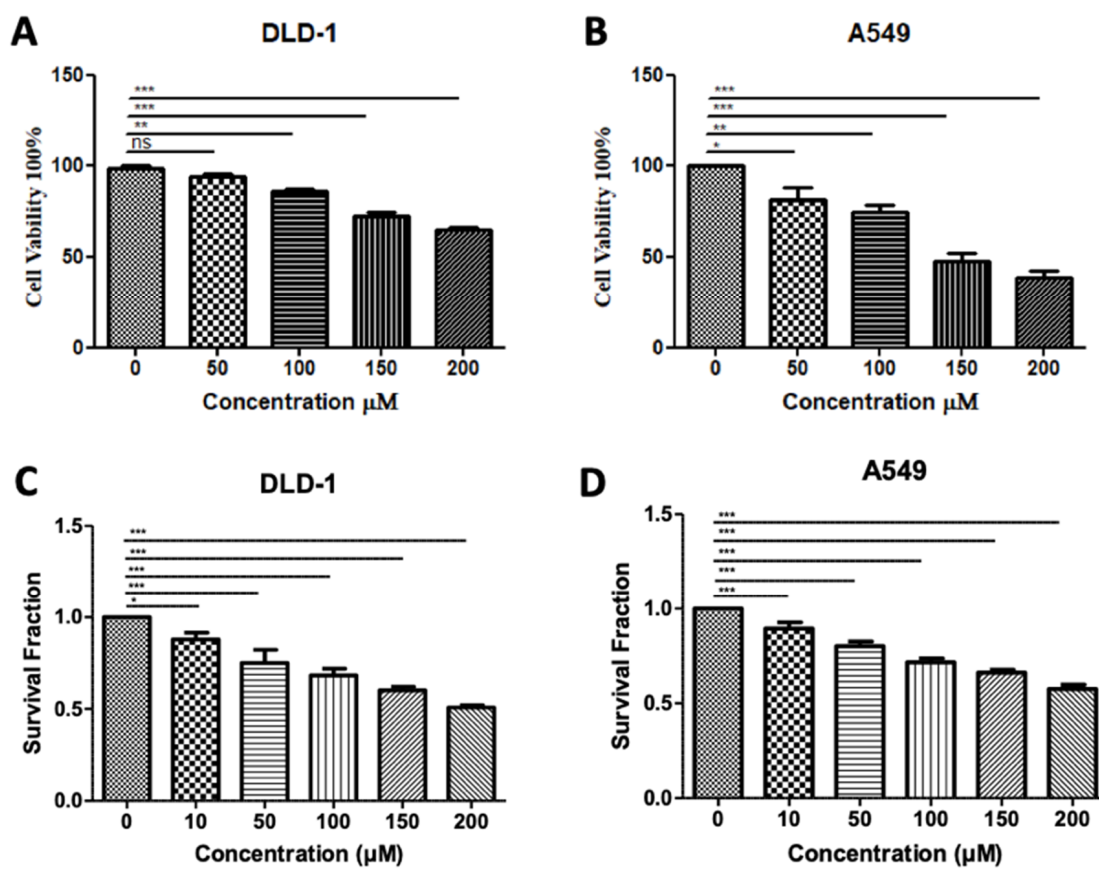 A
DLD-1
Cell Vability 100%
150
100
50
0
***
***
**
ns
0 50 100 150 200
Concentration μM
B
A549
Cell Vability 100%
150
100
50
0
***
***
**
*
0 50 100 150 200
Concentration μM
C
DLD-1
Survival Fraction
1.5
1.0
0.5
0.0
***
***
***
***
*
0 10 50 100 150 200
Concentration (μM)
D
A549
Survival Fraction
1.5
1.0
0.5
0.0
***
***
***
***
***
0 10 50 100 150 200
Concentration (μM)